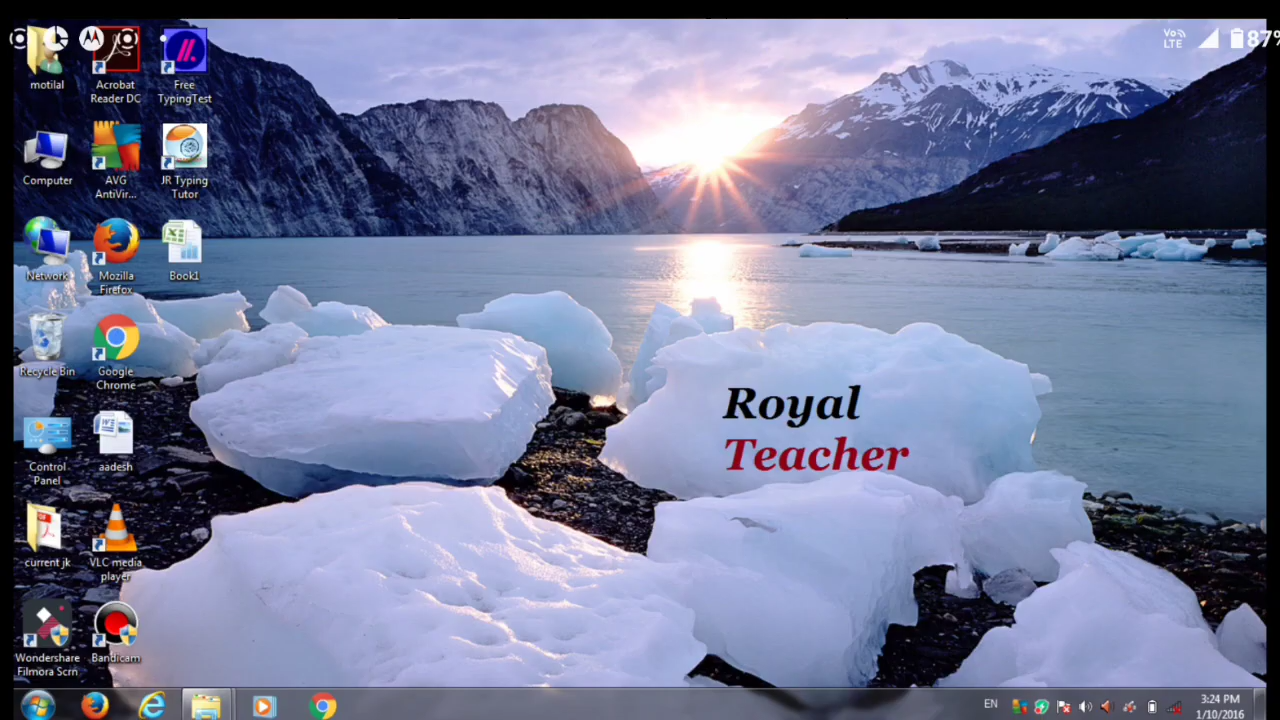 Vo
LTE
87%
motilal
Acrobat
Reader DC
Free
TypingTest
Computer
AVG
AntiVir...
JR Typing
Tutor
Network
Mozilla
Firefox
Book1
Recycle Bin
Google
Chrome
Control
Panel
aadesh
current jk
VLC media
player
Wondershare
Filmora Scrn
Bandicam
Royal
Teacher
EN
3:24 PM
1/10/2016